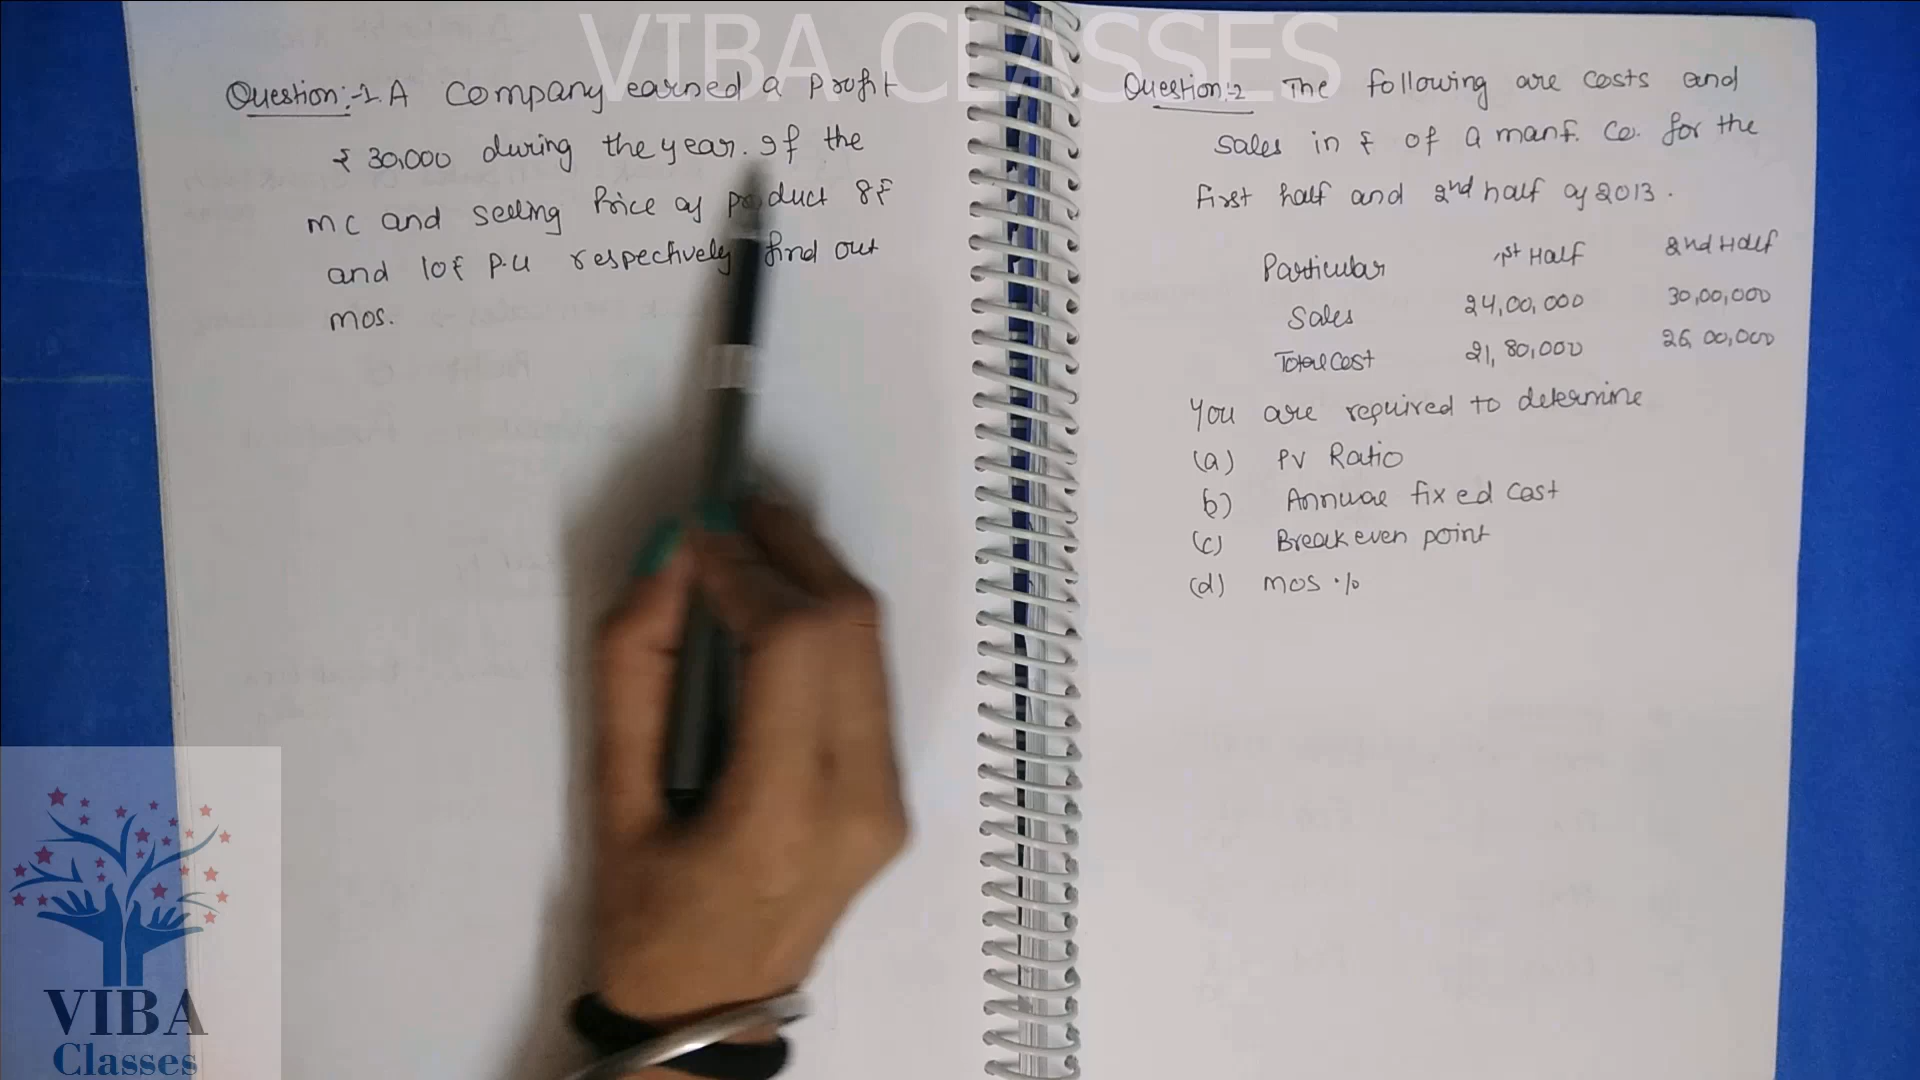 VIBA CLASSES
Question:-1. A Company earned a Profit
₹ 30,000 during the year. If the
mc and selling Price of product 8₹
and 10₹ P.U respectively find out
mos.
Question:-2 The following are costs and
sales in ₹ of a manf. Co. for the
first half and 2nd half of 2013.
Particular 1st Half 2nd Half
Sales 24,00,000 30,00,000
Total Cost 21,80,000 26,00,000
You are required to determine
(a) PV Ratio
b) Annual fixed Cost
(c) Break even point
(d) mos %
VIBA
Classes